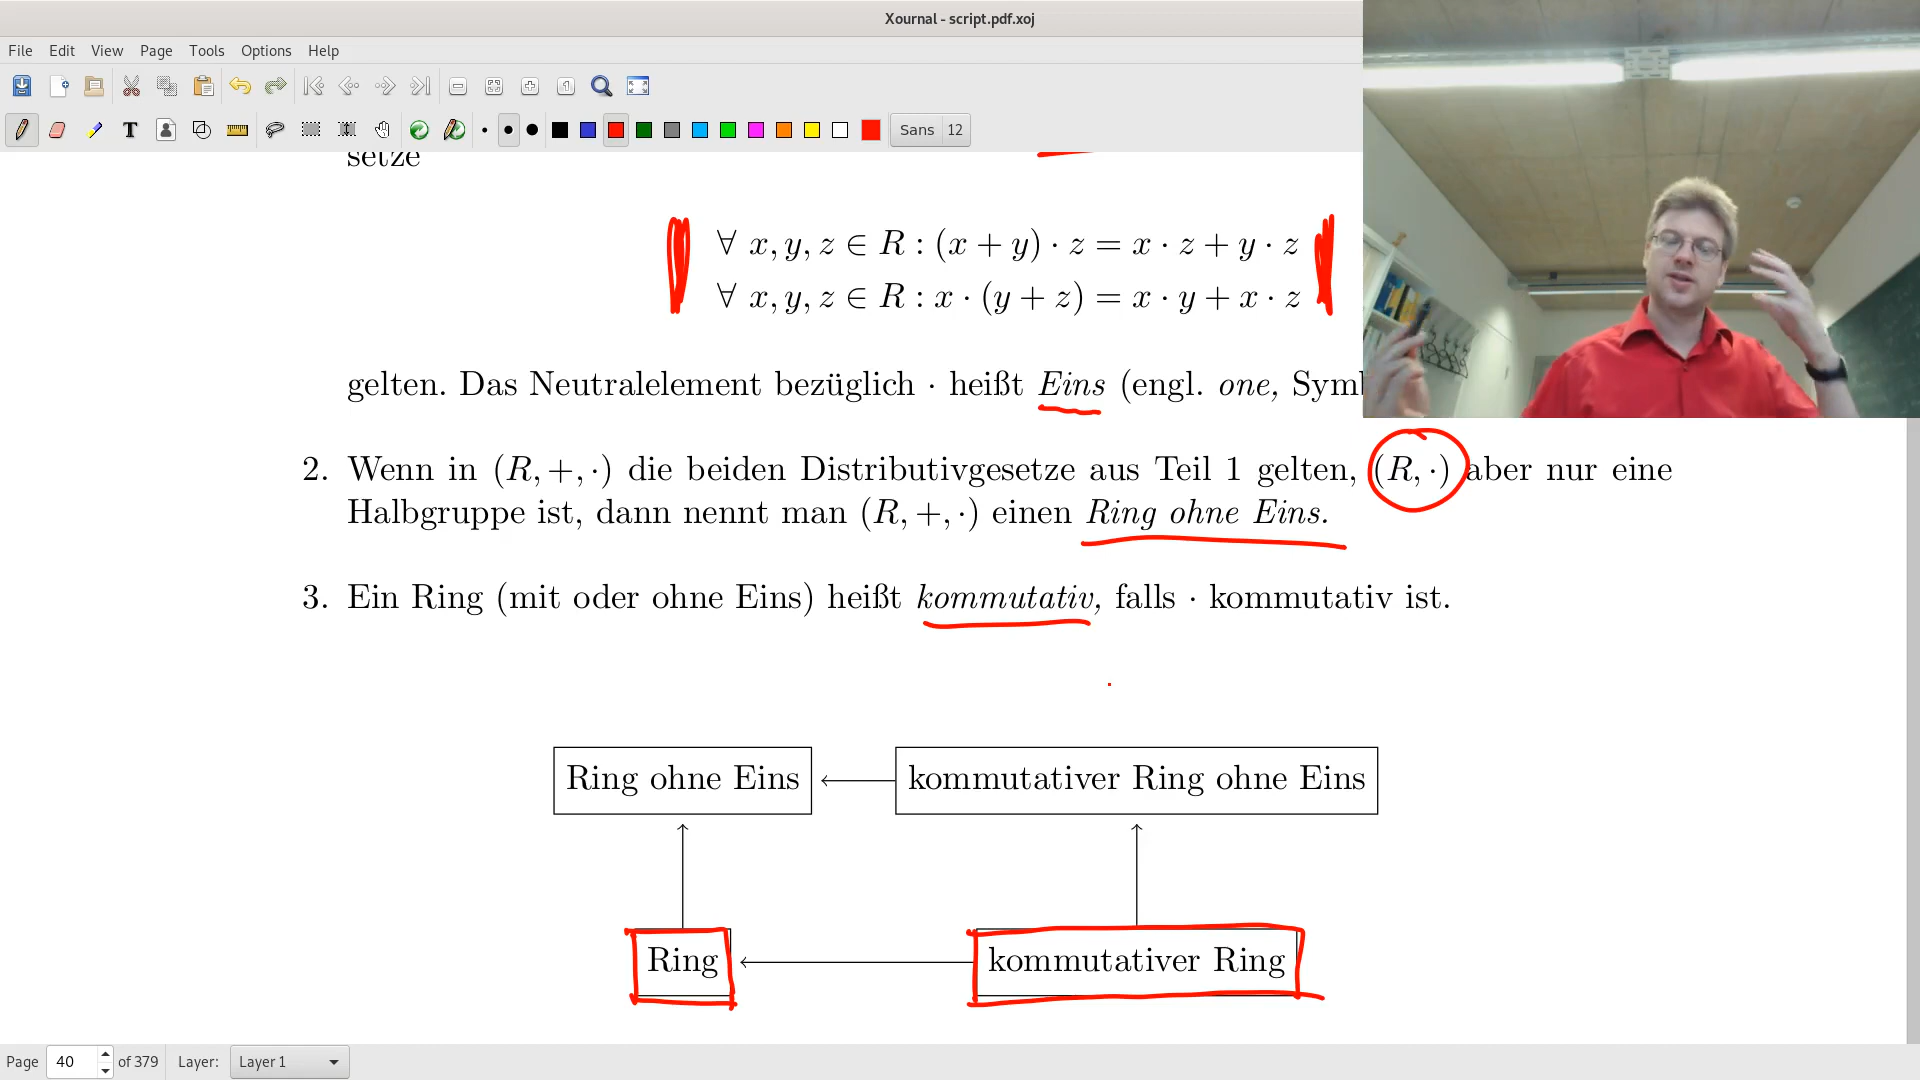 Xournal - script.pdf.xoj
File Edit View Page Tools Options Help
Sans 12
setze
∀ x, y, z ∈ R : (x + y) · z = x · z + y · z
∀ x, y, z ∈ R : x · (y + z) = x · y + x · z
gelten. Das Neutralelement bezüglich · heißt Eins (engl. one,
2. Wenn in (R, +, ·) die beiden Distributivgesetze aus Teil 1 gelten, (R, ·) aber nur eine
Halbgruppe ist, dann nennt man (R, +, ·) einen Ring ohne Eins.
3. Ein Ring (mit oder ohne Eins) heißt kommutativ, falls · kommutativ ist.
Ring ohne Eins kommutativer Ring ohne Eins
Ring kommutativer Ring
Page 40 of 379 Layer: Layer 1